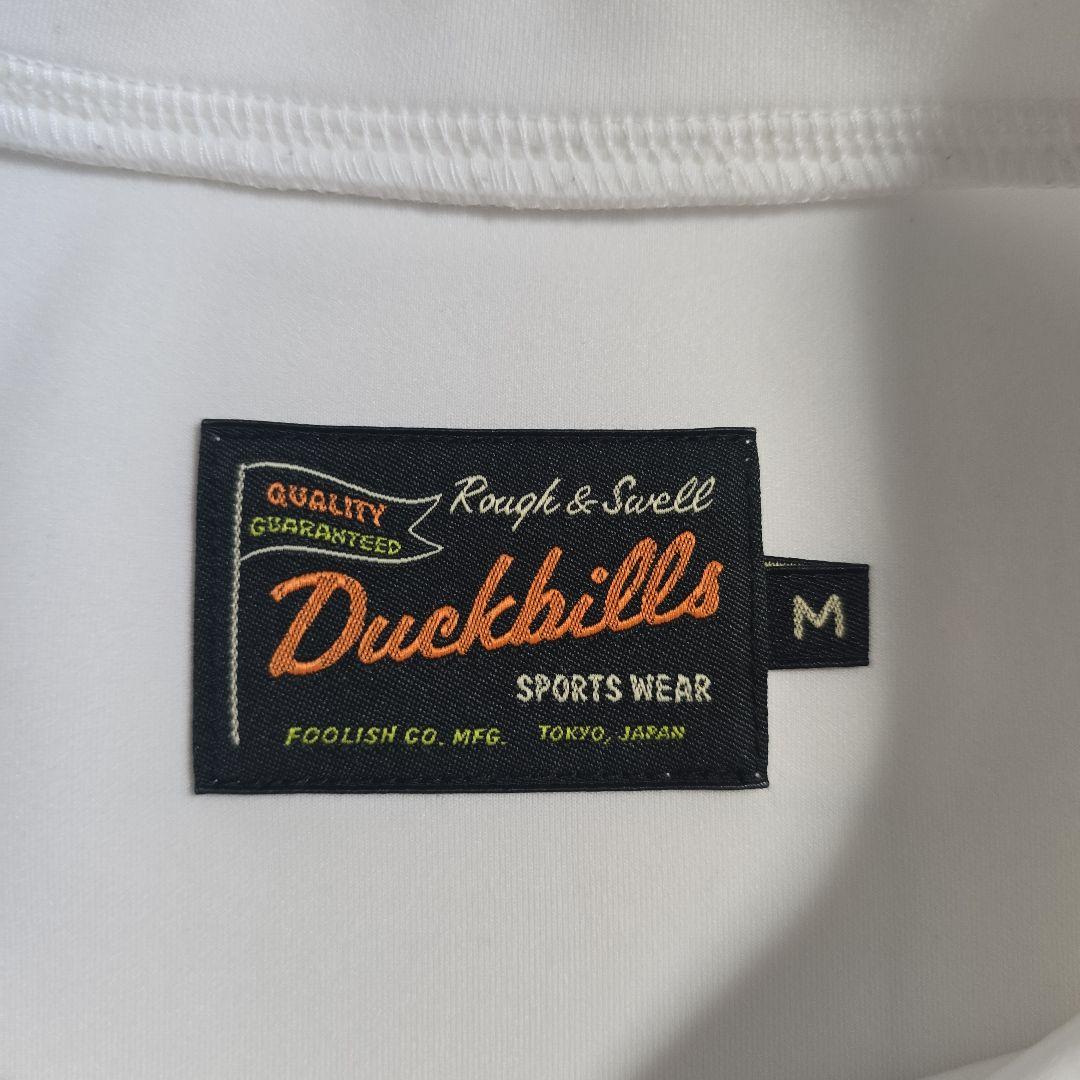 QUALITY
GUARANTEED
Rough & Swell
Duckbills
SPORTS WEAR
FOOLISH CO. MFG. TOKYO, JAPAN
M